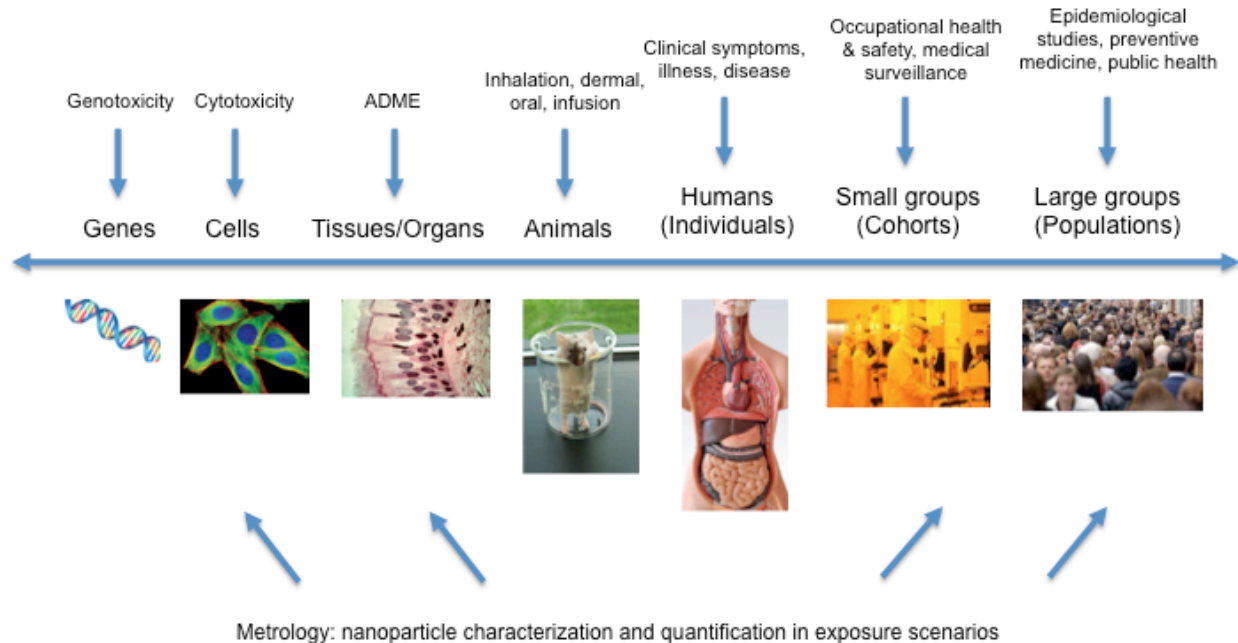 Genotoxicity
Cytotoxicity
ADME
Inhalation, dermal,
oral, infusion
Clinical symptoms,
illness, disease
Occupational health
& safety, medical
surveillance
Epidemiological
studies, preventive
medicine, public health
Genes
Cells
Tissues/Organs
Animals
Humans
(Individuals)
Small groups
(Cohorts)
Large groups
(Populations)
Metrology: nanoparticle characterization and quantification in exposure scenarios